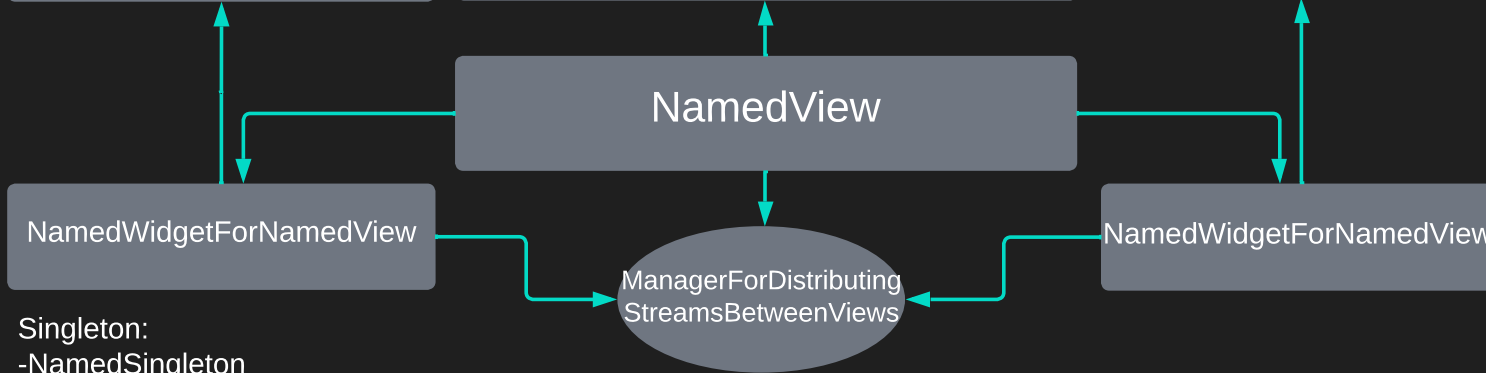 NamedView
NamedWidgetForNamedView
NamedWidgetForNamedView
ManagerForDistributing
StreamsBetweenViews
Singleton:
-NamedSingleton